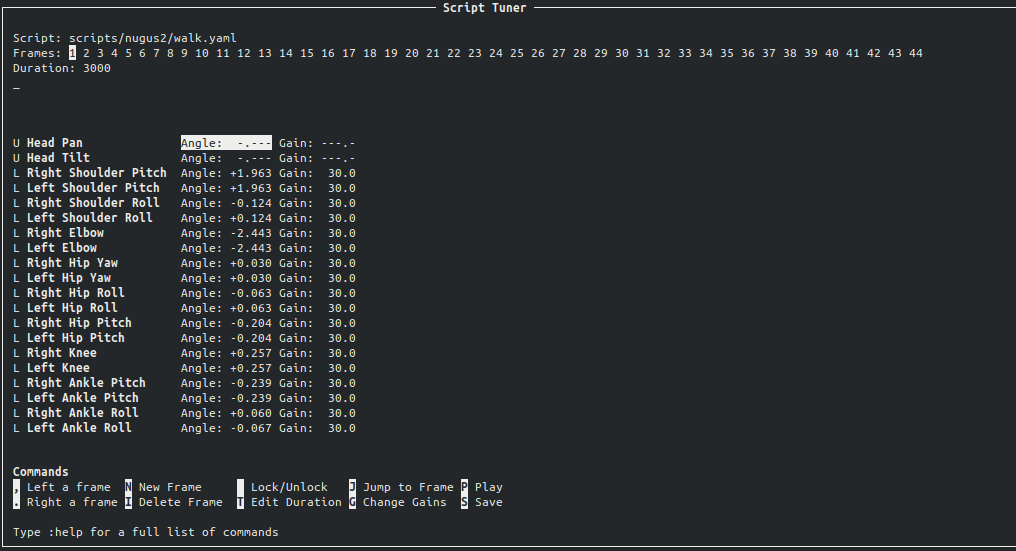 Script Tuner
Script: scripts/nugus2/walk.yaml
Frames: 1 2 3 4 5 6 7 8 9 10 11 12 13 14 15 16 17 18 19 20 21 22 23 24 25 26 27 28 29 30 31 32 33 34 35 36 37 38 39 40 41 42 43 44
Duration: 3000
_
U Head Pan Angle: -.--- Gain: ---.-
U Head Tilt Angle: -.--- Gain: ---.-
L Right Shoulder Pitch Angle: +1.963 Gain: 30.0
L Left Shoulder Pitch Angle: +1.963 Gain: 30.0
L Right Shoulder Roll Angle: -0.124 Gain: 30.0
L Left Shoulder Roll Angle: +0.124 Gain: 30.0
L Right Elbow Angle: -2.443 Gain: 30.0
L Left Elbow Angle: -2.443 Gain: 30.0
L Right Hip Yaw Angle: +0.030 Gain: 30.0
L Left Hip Yaw Angle: +0.030 Gain: 30.0
L Right Hip Roll Angle: -0.063 Gain: 30.0
L Left Hip Roll Angle: +0.063 Gain: 30.0
L Right Hip Pitch Angle: -0.204 Gain: 30.0
L Left Hip Pitch Angle: -0.204 Gain: 30.0
L Right Knee Angle: +0.257 Gain: 30.0
L Left Knee Angle: +0.257 Gain: 30.0
L Right Ankle Pitch Angle: -0.239 Gain: 30.0
L Left Ankle Pitch Angle: -0.239 Gain: 30.0
L Right Ankle Roll Angle: +0.060 Gain: 30.0
L Left Ankle Roll Angle: -0.067 Gain: 30.0
Commands
, Left a frame N New Frame Lock/Unlock J Jump to Frame P Play
. Right a frame I Delete Frame T Edit Duration G Change Gains S Save
Type :help for a full list of commands